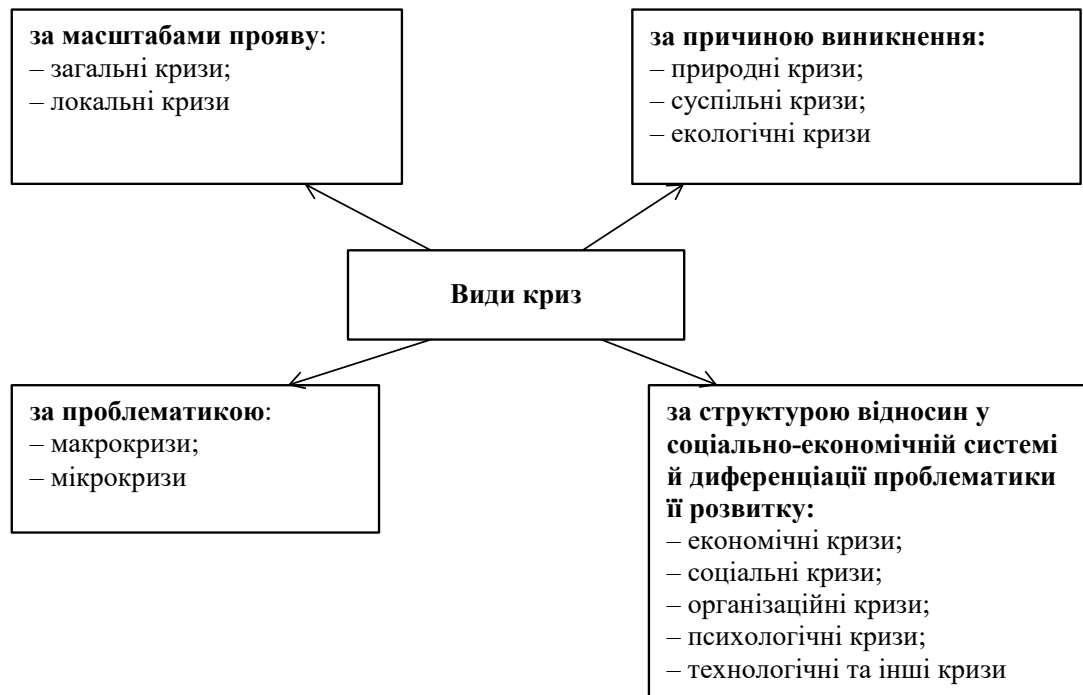 за масштабами прояву:
– загальні кризи;
– локальні кризи
за причиною виникнення:
– природні кризи;
– суспільні кризи;
– екологічні кризи
Види криз
за проблематикою:
– макрокризи;
– мікрокризи
за структурою відносин у
соціально-економічній системі
й диференціації проблематики
її розвитку:
– економічні кризи;
– соціальні кризи;
– організаційні кризи;
– психологічні кризи;
– технологічні та інші кризи